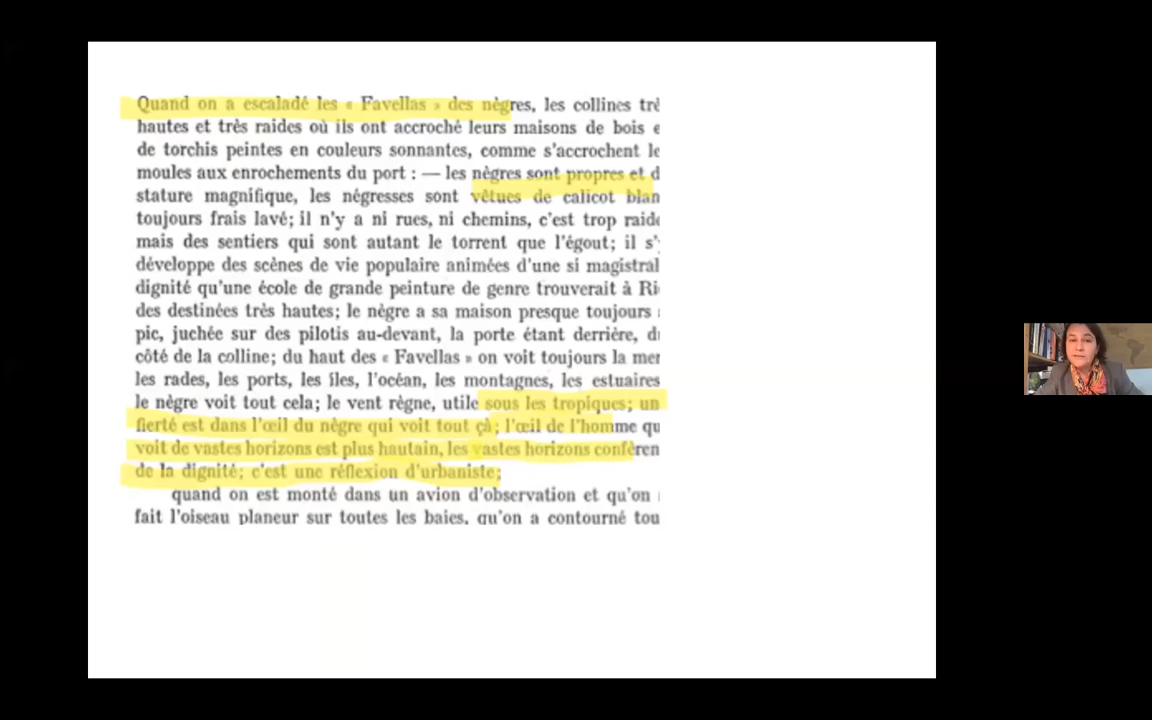 Quand on a escaladé les « Favellas » des nègres, les collines trè
hautes et très raides où ils ont accroché leurs maisons de bois e
de torchis peintes en couleurs sonnantes, comme s'accrochent le
moules aux enrochements du port : — les nègres sont propres et d
stature magnifique, les négresses sont vêtues de calicot blan
toujours frais lavé; il n'y a ni rues, ni chemins, c'est trop raide
mais des sentiers qui sont autant le torrent que l'égout; il s'
développe des scènes de vie populaire animées d'une si magistral
dignité qu'une école de grande peinture de genre trouverait à Ri
des destinées très hautes; le nègre a sa maison presque toujours
pic, juchée sur des pilotis au-devant, la porte étant derrière, d
côté de la colline; du haut des « Favellas » on voit toujours la mer
les rades, les ports, les îles, l'océan, les montagnes, les estuaires
le nègre voit tout cela; le vent règne, utile sous les tropiques; un
fierté est dans l'œil du nègre qui voit tout çà; l'œil de l'homme qu
voit de vastes horizons est plus hautain, les vastes horizons confèren
de la dignité; c'est une réflexion d'urbaniste;
quand on est monté dans un avion d'observation et qu'on
fait l'oiseau planeur sur toutes les baies, qu'on a contourné tou